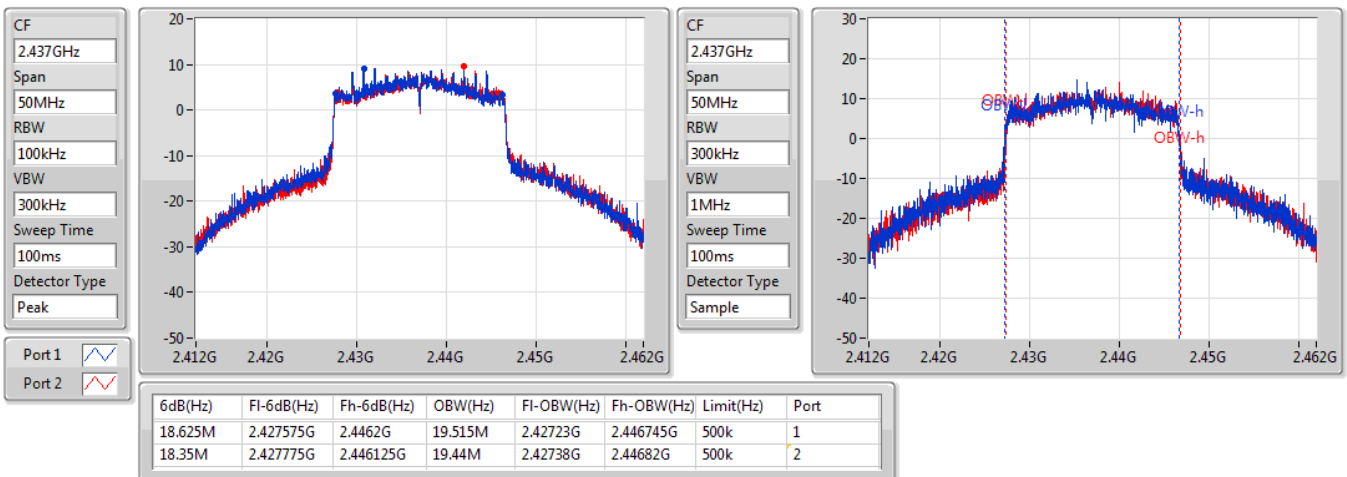 CF
2.437GHz
Span
50MHz
RBW
100kHz
VBW
300kHz
Sweep Time
100ms
Detector Type
Peak
Port 1
Port 2
20
10
0
-10
-20
-30
-40
-50
2.412G 2.42G 2.43G 2.44G 2.45G 2.462G
CF
2.437GHz
Span
50MHz
RBW
300kHz
VBW
1MHz
Sweep Time
100ms
Detector Type
Sample
30
20
10
0
-10
-20
-30
-40
-50
OBW-h
2.412G 2.42G 2.43G 2.44G 2.45G 2.462G
6dB(Hz) Fl-6dB(Hz) Fh-6dB(Hz) OBW(Hz) Fl-OBW(Hz) Fh-OBW(Hz) Limit(Hz) Port
18.625M 2.427575G 2.4462G 19.515M 2.42723G 2.446745G 500k 1
18.35M 2.427775G 2.446125G 19.44M 2.42738G 2.44682G 500k 2